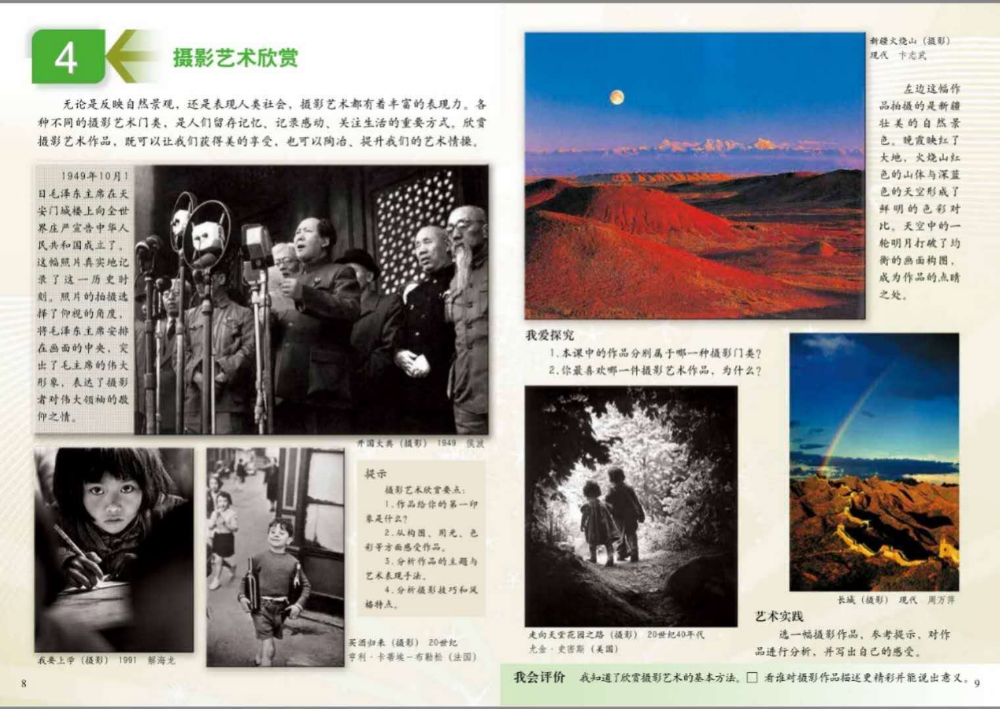 4
摄影艺术欣赏
无论是反映自然景观，还是表现人类社会，摄影艺术都有着丰富的表现力。各
种不同的摄影艺术门类，是人们留存记忆、记录感动、关注生活的重要方式。欣赏
摄影艺术作品，既可以让我们获得美的享受，也可以陶冶、提升我们的艺术情操。
1949年10月1
日毛泽东主席在天
安门城楼上向全世
界庄严宣告中华人
民共和国成立了。
这幅照片真实地记
录了这一历史时
刻。照片的拍摄选
择了仰视的角度，
将毛泽东主席安排
在画面的中央，突
出了毛主席的伟大
形象，表达了摄影
者对伟大领袖的敬
仰之情。
开国大典（摄影） 1949 侯波
我要上学（摄影） 1991 解海龙
买酒归来（摄影） 20世纪
亨利·卡蒂埃－布勒松（法国）
提示
摄影艺术欣赏要点：
1.作品给你的第一印
象是什么？
2.从构图、用光、色
彩等方面感受作品。
3.分析作品的主题与
艺术表现手法。
4.分析摄影技巧和风
格特点。
8
新疆火烧山（摄影）
现代 卞志武
左边这幅作
品拍摄的是新疆
壮美的自然景
色。晚霞映红了
大地，火烧山红
色的山体与深蓝
色的天空形成了
鲜明的色彩对
比。天空中的一
轮明月打破了均
衡的画面构图，
成为作品的点睛
之处。
我爱探究
1.本课中的作品分别属于哪一种摄影门类？
2.你最喜欢哪一件摄影艺术作品，为什么？
走向天堂花园之路（摄影） 20世纪40年代
尤金·史密斯（美国）
长城（摄影） 现代 周万萍
艺术实践
选一幅摄影作品，参考提示，对作
品进行分析，并写出自己的感受。
我会评价 我知道了欣赏摄影艺术的基本方法。□ 看谁对摄影作品描述更精彩并能说出意义。
9